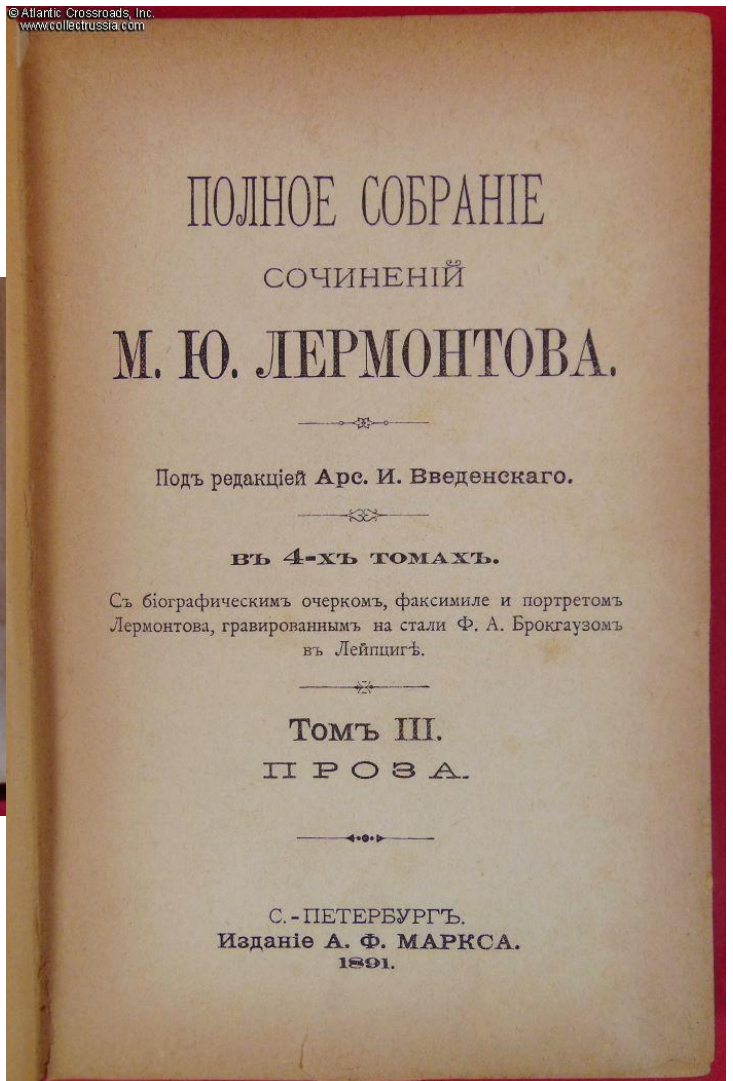 © Atlantic Crossroads, Inc.
www.collectrussia.com
ПОЛНОЕ СОБРАНІЕ
СОЧИНЕНІЙ
М. Ю. ЛЕРМОНТОВА.
Подъ редакціей Арс. И. Введенскаго.
ВЪ 4-ХЪ ТОМАХЪ.
Съ біографическимъ очеркомъ, факсимиле и портретомъ
Лермонтова, гравированнымъ на стали Ф. А. Брокгаузомъ
въ Лейпцигѣ.
Томъ III.
ПРОЗА.
С.-ПЕТЕРБУРГЪ.
Изданіе А. Ф. МАРКСА.
1891.